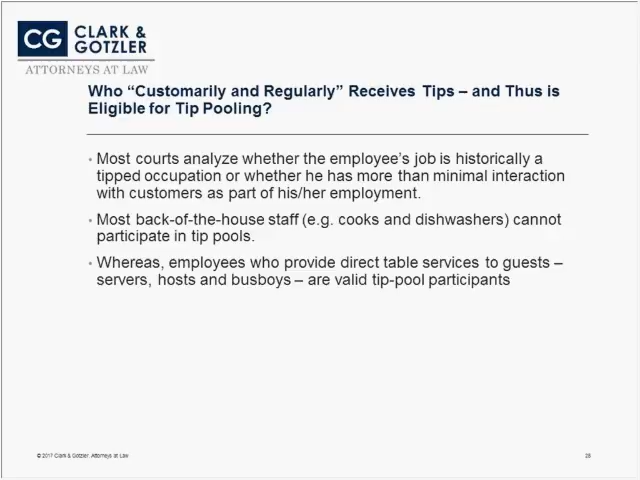 CG CLARK & GOTZLER
ATTORNEYS AT LAW
Who “Customarily and Regularly” Receives Tips – and Thus is
Eligible for Tip Pooling?
• Most courts analyze whether the employee’s job is historically a
tipped occupation or whether he has more than minimal interaction
with customers as part of his/her employment.
• Most back-of-the-house staff (e.g. cooks and dishwashers) cannot
participate in tip pools.
• Whereas, employees who provide direct table services to guests –
servers, hosts and busboys – are valid tip-pool participants
© 2017 Clark & Gotzler, Attorneys at Law